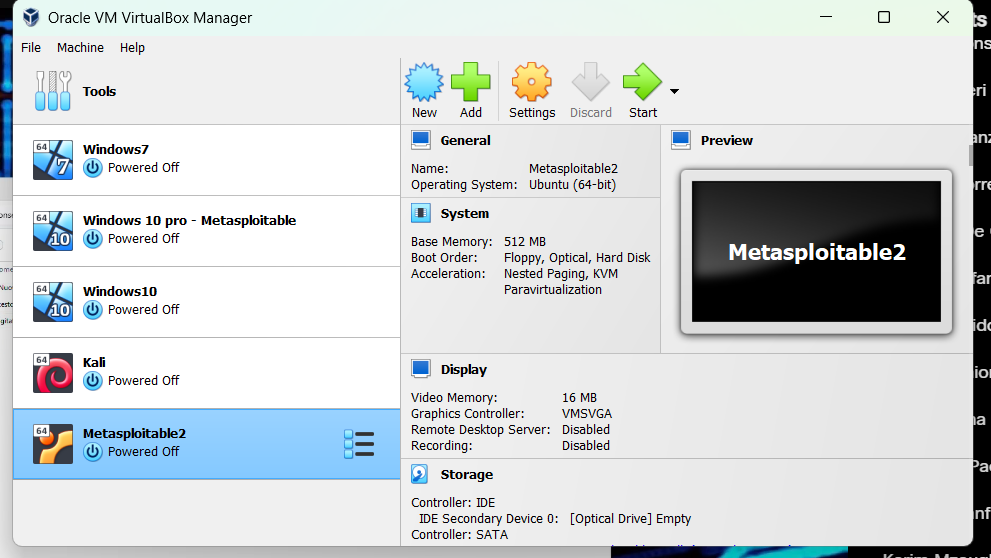 Oracle VM VirtualBox Manager
File Machine Help
Tools
New Add Settings Discard Start
64 7
Windows7
Powered Off
64 10
Windows 10 pro - Metasploitable
Powered Off
64 10
Windows10
Powered Off
64
Kali
Powered Off
64
Metasploitable2
Powered Off
General
Name: Metasploitable2
Operating System: Ubuntu (64-bit)
System
Base Memory: 512 MB
Boot Order: Floppy, Optical, Hard Disk
Acceleration: Nested Paging, KVM
Paravirtualization
Preview
Metasploitable2
Display
Video Memory: 16 MB
Graphics Controller: VMSVGA
Remote Desktop Server: Disabled
Recording: Disabled
Storage
Controller: IDE
IDE Secondary Device 0: [Optical Drive] Empty
Controller: SATA